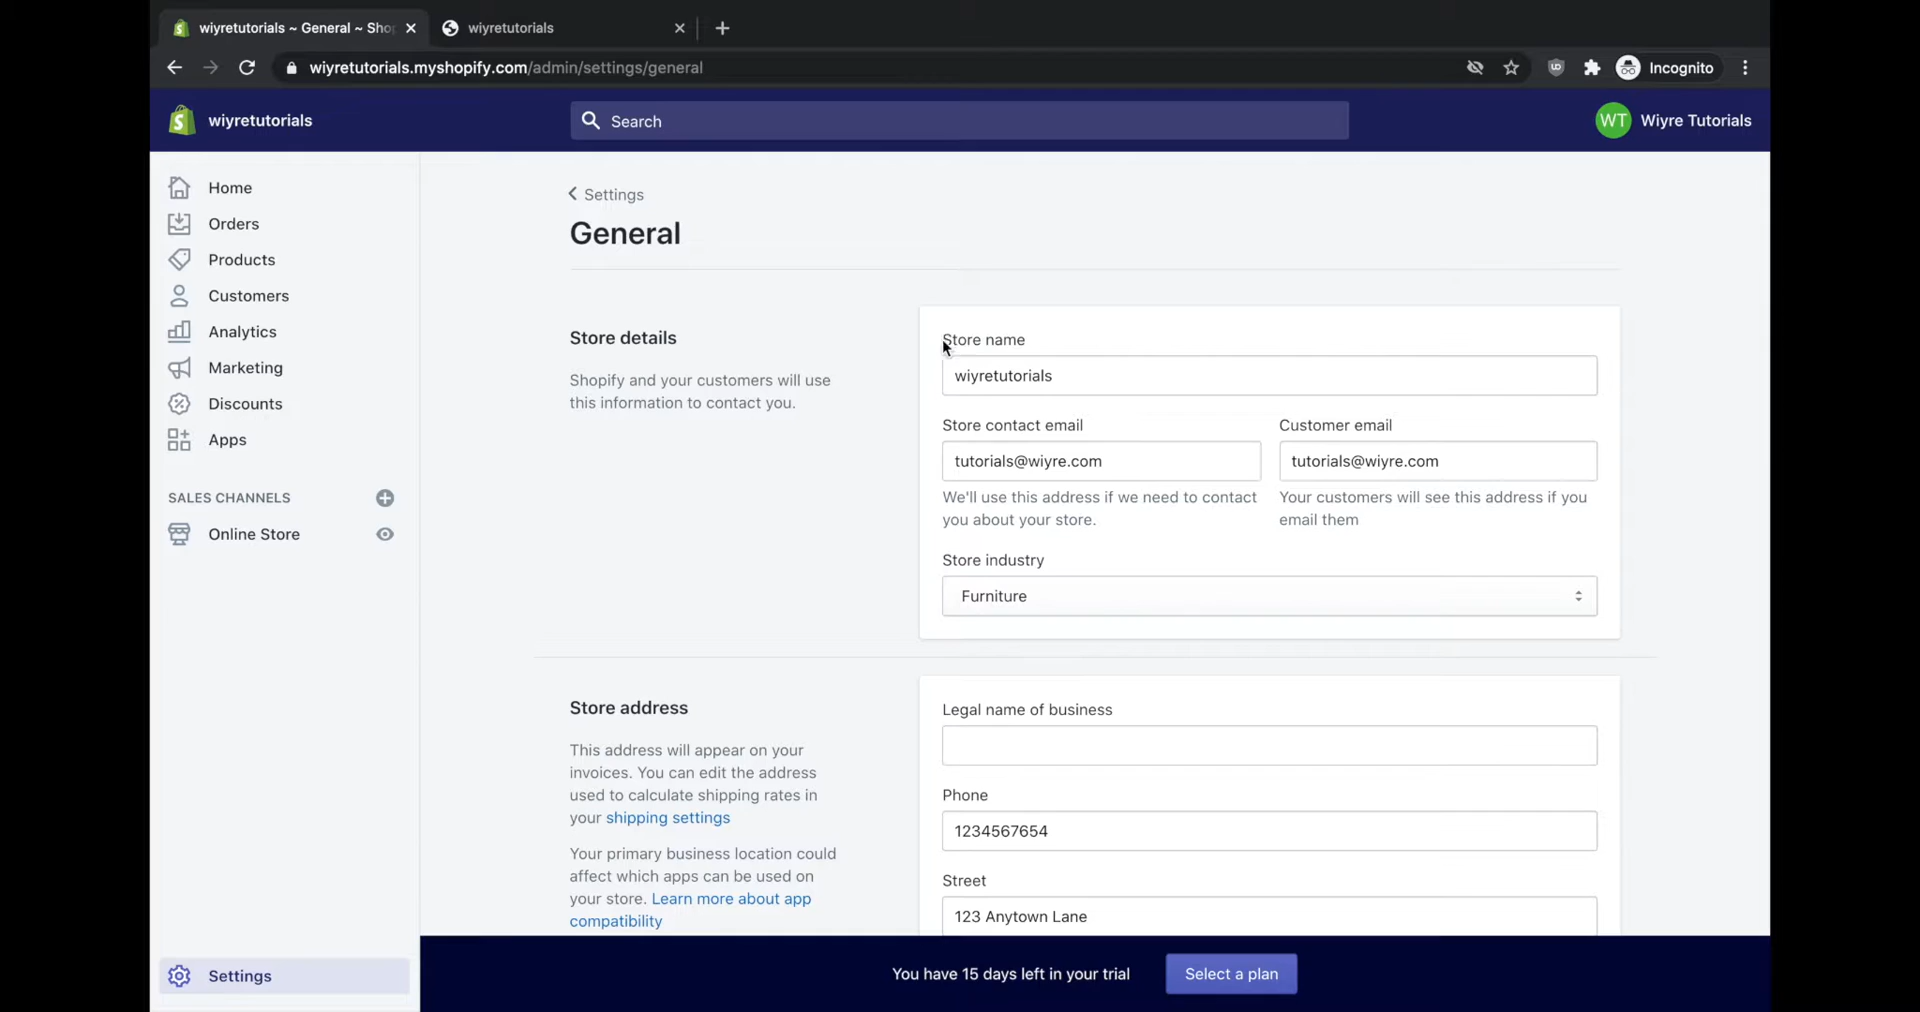 wiyretutorials ~ General ~ Sho
wiyretutorials
wiyretutorials.myshopify.com/admin/settings/general
Incognito
wiyretutorials
Search
WT
Wiyre Tutorials
Home
Orders
Products
Customers
Analytics
Marketing
Discounts
Apps
SALES CHANNELS
Online Store
Settings
Settings
General
Store details
Shopify and your customers will use
this information to contact you.
Store name
wiyretutorials
Store contact email
tutorials@wiyre.com
We'll use this address if we need to contact
you about your store.
Customer email
tutorials@wiyre.com
Your customers will see this address if you
email them
Store industry
Furniture
Store address
This address will appear on your
invoices. You can edit the address
used to calculate shipping rates in
your shipping settings
Your primary business location could
affect which apps can be used on
your store. Learn more about app
compatibility
Legal name of business
Phone
1234567654
Street
123 Anytown Lane
You have 15 days left in your trial
Select a plan